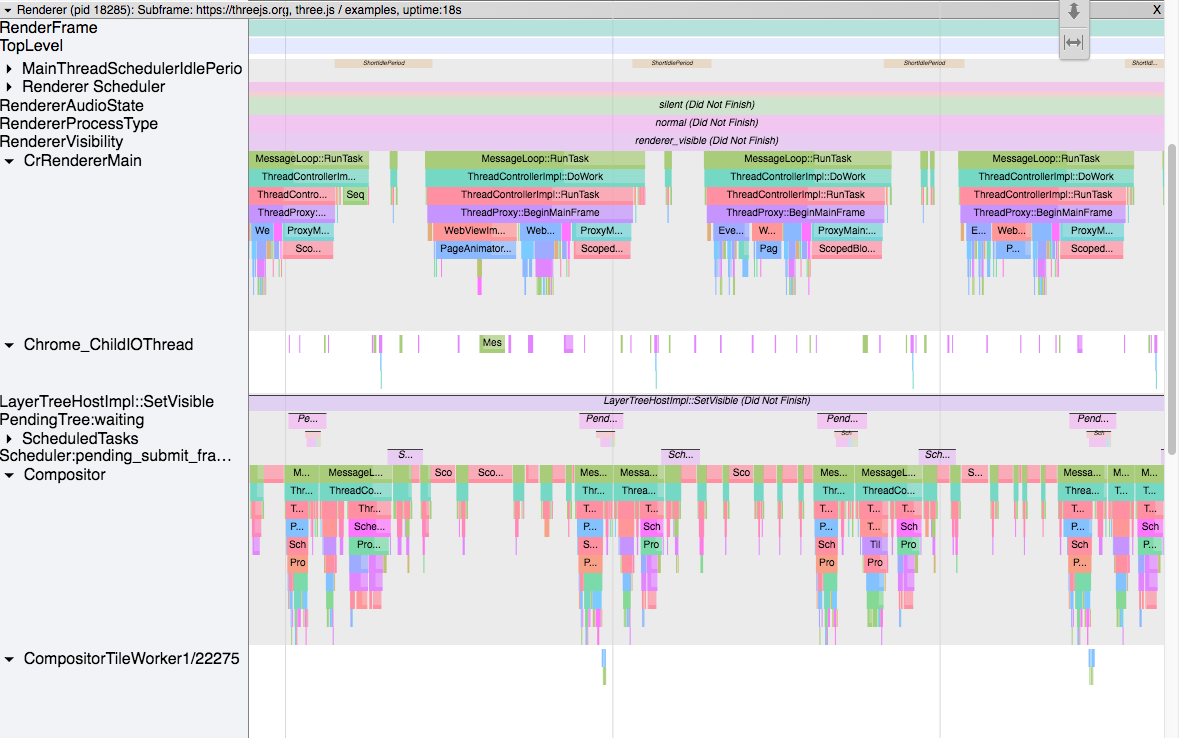 Renderer (pid 18285): Subframe: https://threejs.org, three.js / examples, uptime:18s X
RenderFrame
TopLevel
MainThreadSchedulerIdlePerio ShortIdlePeriod ShortIdlePeriod ShortIdlePeriod ShortIdl...
Renderer Scheduler
RendererAudioState silent (Did Not Finish)
RendererProcessType normal (Did Not Finish)
RendererVisibility renderer_visible (Did Not Finish)
CrRendererMain MessageLoop::RunTask MessageLoop::RunTask MessageLoop::RunTask MessageLoop::RunTask
ThreadControllerIm... ThreadControllerImpl::DoWork ThreadControllerImpl::DoWork ThreadControllerImpl::DoWork
ThreadContro... Seq ThreadControllerImpl::RunTask ThreadControllerImpl::RunTask ThreadControllerImpl::RunTask
ThreadProxy:... ThreadProxy::BeginMainFrame ThreadProxy::BeginMainFrame ThreadProxy::BeginMainFrame
We ProxyM... WebViewIm... Web... ProxyM... Eve... W... ProxyMain:... E... Web... ProxyM...
Sco... PageAnimator... Scoped... Pag ScopedBlo... P... Scoped...
Chrome_ChildIOThread Mes
LayerTreeHostImpl::SetVisible LayerTreeHostImpl::SetVisible (Did Not Finish)
PendingTree:waiting Pe... Pend... Pend... Pend...
ScheduledTasks Sch Sch
Scheduler:pending_submit_fra... S... Sch... Sch...
Compositor M... MessageL... Sco Sco... Mes... Messa... Sco Mes... MessageL... S... Messa... M... M...
Thr... ThreadCo... Thr... Threa... Thr... ThreadCo... Threa... T... T...
T... Thr... T... T... T... T... T... T... T...
P... Sche... P... Sch P... T... Sch P... Sch
Sch Pro... S... Pro Sch Til Pro Sch P...
Pro P... Pro Pro P...
CompositorTileWorker1/22275